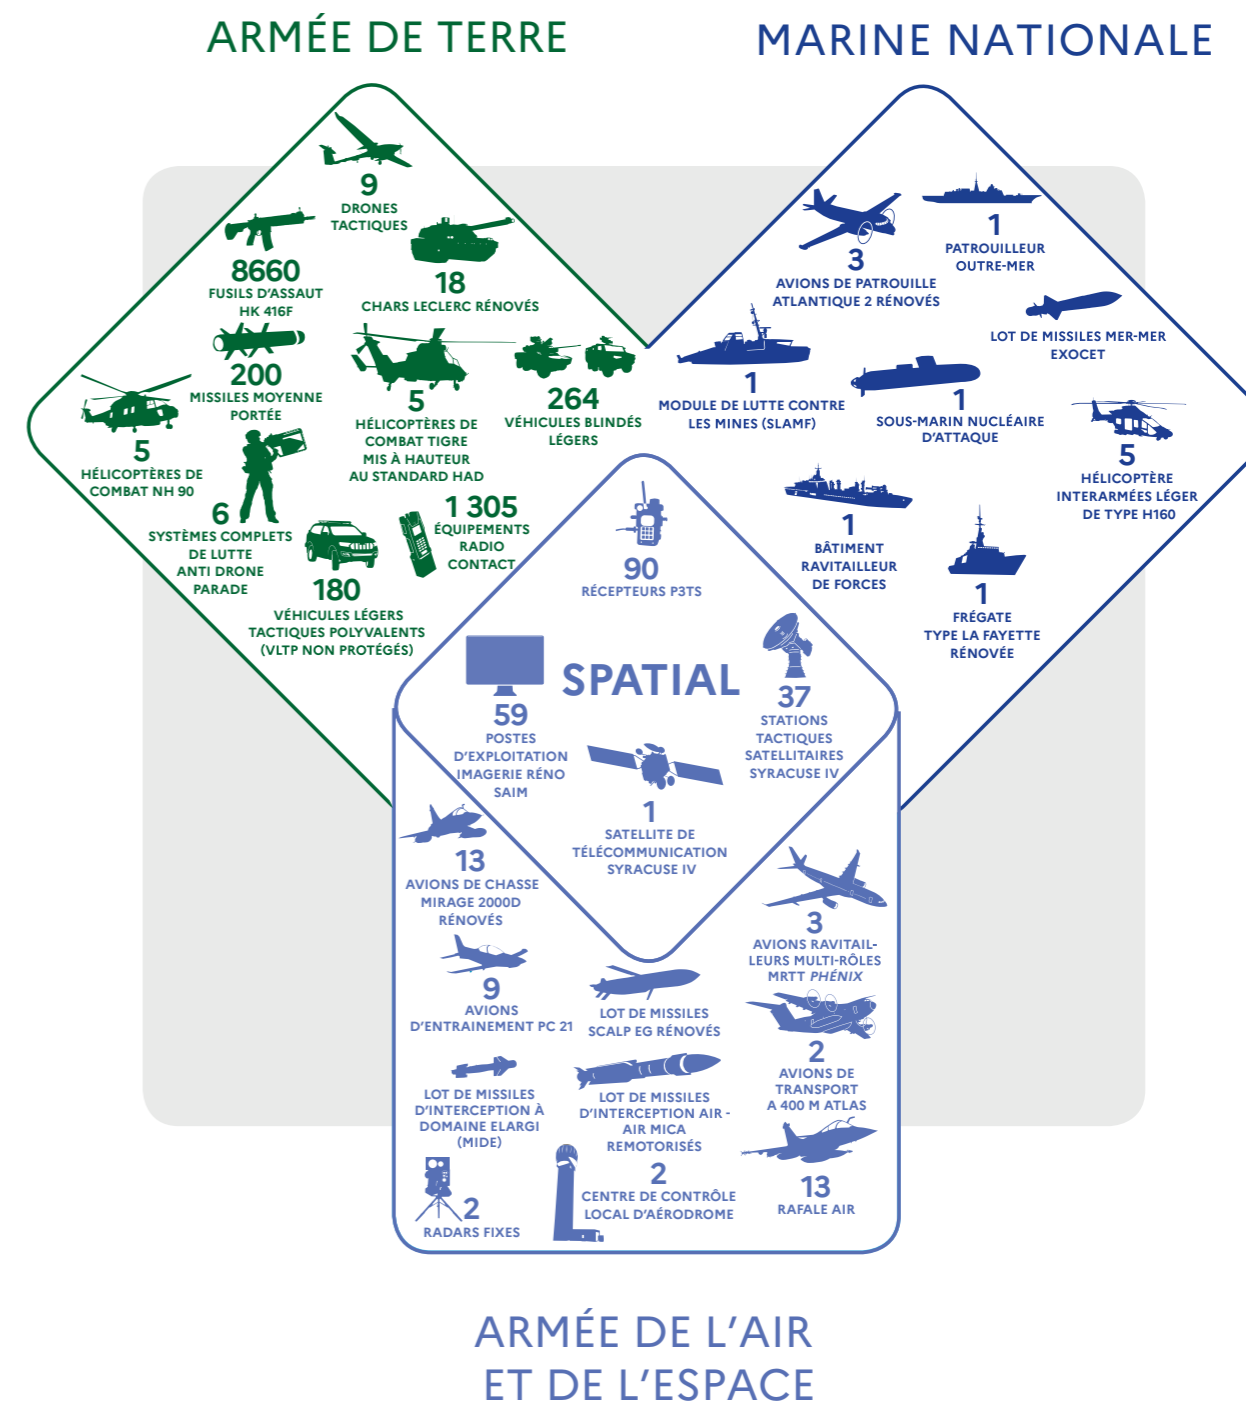 ARMÉE DE TERRE
MARINE NATIONALE
9
DRONES
TACTIQUES
8660
FUSILS D'ASSAUT
HK 416F
18
CHARS LECLERC RÉNOVÉS
200
MISSILES MOYENNE
PORTÉE
5
HÉLICOPTÈRES DE
COMBAT TIGRE
MIS À HAUTEUR
AU STANDARD HAD
264
VÉHICULES BLINDÉS
LÉGERS
5
HÉLICOPTÈRES DE
COMBAT NH 90
6
SYSTÈMES COMPLETS
DE LUTTE
ANTI DRONE
PARADE
180
VÉHICULES LÉGERS
TACTIQUES POLYVALENTS
(VLTP NON PROTÉGÉS)
1 305
ÉQUIPEMENTS
RADIO
CONTACT
3
AVIONS DE PATROUILLE
ATLANTIQUE 2 RÉNOVÉS
1
PATROUILLEUR
OUTRE-MER
LOT DE MISSILES MER-MER
EXOCET
1
MODULE DE LUTTE CONTRE
LES MINES (SLAMF)
1
SOUS-MARIN NUCLÉAIRE
D'ATTAQUE
5
HÉLICOPTÈRE
INTERARMÉES LÉGER
DE TYPE H160
1
BÂTIMENT
RAVITAILLEUR
DE FORCES
1
FRÉGATE
TYPE LA FAYETTE
RÉNOVÉE
90
RÉCEPTEURS P3TS
SPATIAL
59
POSTES
D'EXPLOITATION
IMAGERIE RÉNO
SAIM
37
STATIONS
TACTIQUES
SATELLITAIRES
SYRACUSE IV
1
SATELLITE DE
TÉLÉCOMMUNICATION
SYRACUSE IV
13
AVIONS DE CHASSE
MIRAGE 2000D
RÉNOVÉS
9
AVIONS
D'ENTRAINEMENT PC 21
LOT DE MISSILES
SCALP EG RÉNOVÉS
3
AVIONS RAVITAIL-
LEURS MULTI-RÔLES
MRTT PHÉNIX
2
AVIONS DE
TRANSPORT
A 400 M ATLAS
LOT DE MISSILES
D'INTERCEPTION À
DOMAINE ELARGI
(MIDE)
LOT DE MISSILES
D'INTERCEPTION AIR -
AIR MICA
REMOTORISÉS
2
RADARS FIXES
2
CENTRE DE CONTRÔLE
LOCAL D'AÉRODROME
13
RAFALE AIR
ARMÉE DE L'AIR
ET DE L'ESPACE